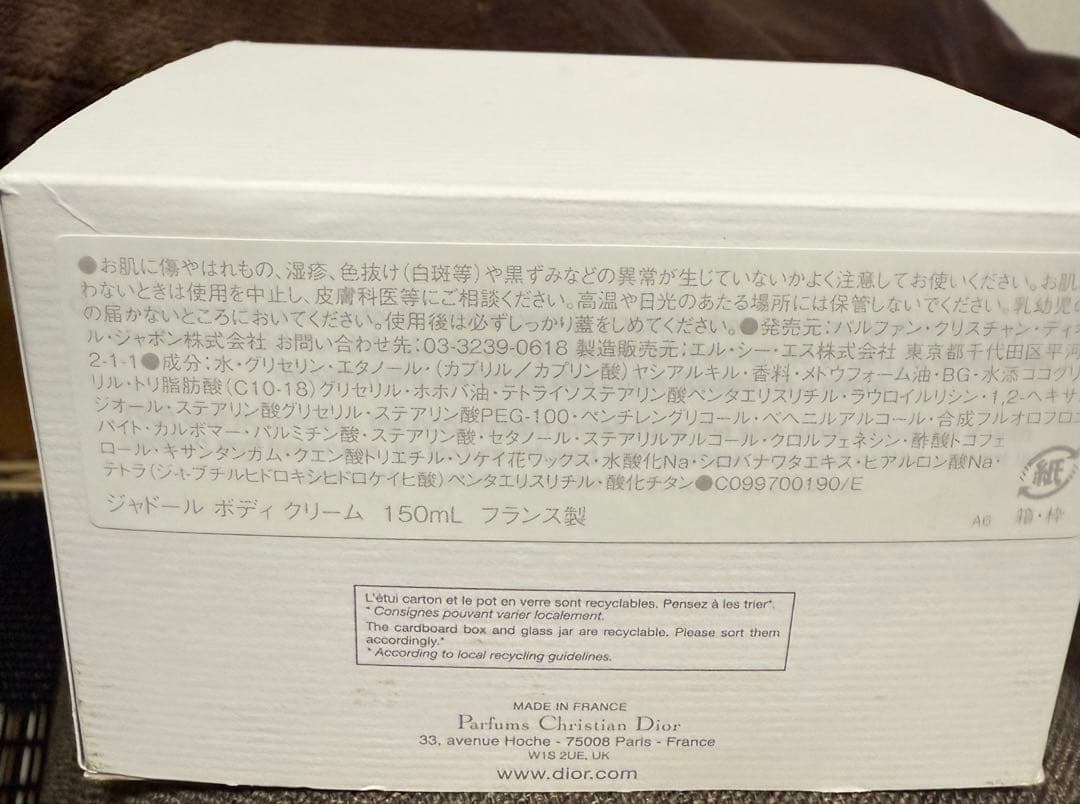 ●お肌に傷やはれもの、湿疹、色抜け(白斑等)や黒ずみなどの異常が生じていないかよく注意してお使いください。お肌
わないときは使用を中止し、皮膚科医等にご相談ください。高温や日光のあたる場所には保管しないでください。乳幼児の
の届かないところにおいてください。使用後は必ずしっかり蓋をしめてください。●発売元:パルファン・クリスチャン・ディオ
ル・ジャポン株式会社 お問い合わせ先:03-3239-0618 製造販売元:エル・シー・エス株式会社 東京都千代田区平河
2-1-1●成分:水・グリセリン・エタノール・(カプリル/カプリン酸)ヤシアルキル・香料・メドウフォーム油・BG・水添ココグリ
リル・トリ脂肪酸(C10-18)グリセリル・ホホバ油・テトライソステアリン酸ペンタエリスリチル・ラウロイルリシン・1,2-ヘキサ
ジオール・ステアリン酸グリセリル・ステアリン酸PEG-100・ペンチレングリコール・ベヘニルアルコール・合成フルオロフロゴ
パイト・カルボマー・パルミチン酸・ステアリン酸・セタノール・ステアリルアルコール・クロルフェネシン・酢酸トコフェ
ロール・キサンタンガム・クエン酸トリエチル・ソケイ花ワックス・水酸化Na・シロバナワタエキス・ヒアルロン酸Na・
テトラ(ジ-t-ブチルヒドロキシヒドロケイヒ酸)ペンタエリスリチル・酸化チタン●C099700190/E
ジャドール ボディ クリーム 150mL フランス製
A6
紙
箱・枠
L'étui carton et le pot en verre sont recyclables. Pensez à les trier*.
* Consignes pouvant varier localement.
The cardboard box and glass jar are recyclable. Please sort them
accordingly.*
* According to local recycling guidelines.
MADE IN FRANCE
Parfums Christian Dior
33, avenue Hoche - 75008 Paris - France
W1S 2UE, UK
www.dior.com